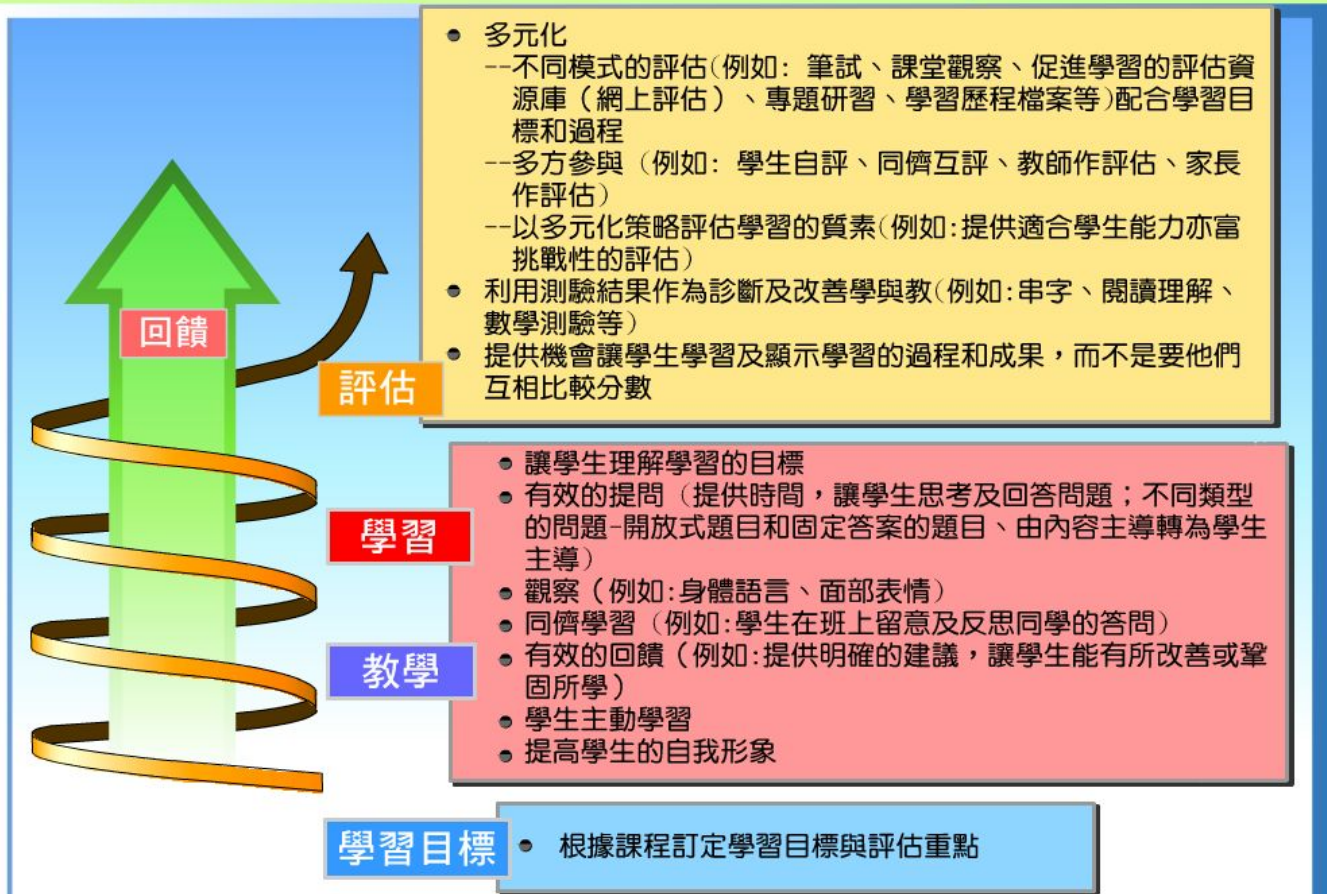 ● 多元化
--不同模式的評估(例如: 筆試、課堂觀察、促進學習的評估資
源庫（網上評估）、專題研習、學習歷程檔案等)配合學習目
標和過程
--多方參與（例如: 學生自評、同儕互評、教師作評估、家長
作評估）
--以多元化策略評估學習的質素(例如:提供適合學生能力亦富
挑戰性的評估)
● 利用測驗結果作為診斷及改善學與教(例如:串字、閱讀理解、
數學測驗等)
● 提供機會讓學生學習及顯示學習的過程和成果，而不是要他們
互相比較分數
回饋
評估
● 讓學生理解學習的目標
● 有效的提問（提供時間，讓學生思考及回答問題；不同類型
的問題-開放式題目和固定答案的題目、由內容主導轉為學生
主導）
● 觀察（例如:身體語言、面部表情）
● 同儕學習（例如:學生在班上留意及反思同學的答問）
● 有效的回饋（例如:提供明確的建議，讓學生能有所改善或鞏
固所學）
● 學生主動學習
● 提高學生的自我形象
學習
教學
學習目標
● 根據課程訂定學習目標與評估重點